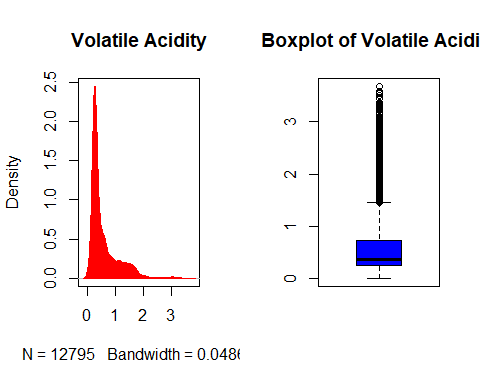 Volatile Acidity
Density
2.5
2.0
1.5
1.0
0.5
0.0
0 1 2 3
N = 12795 Bandwidth = 0.0486
Boxplot of Volatile Acidi
3
2
1
0